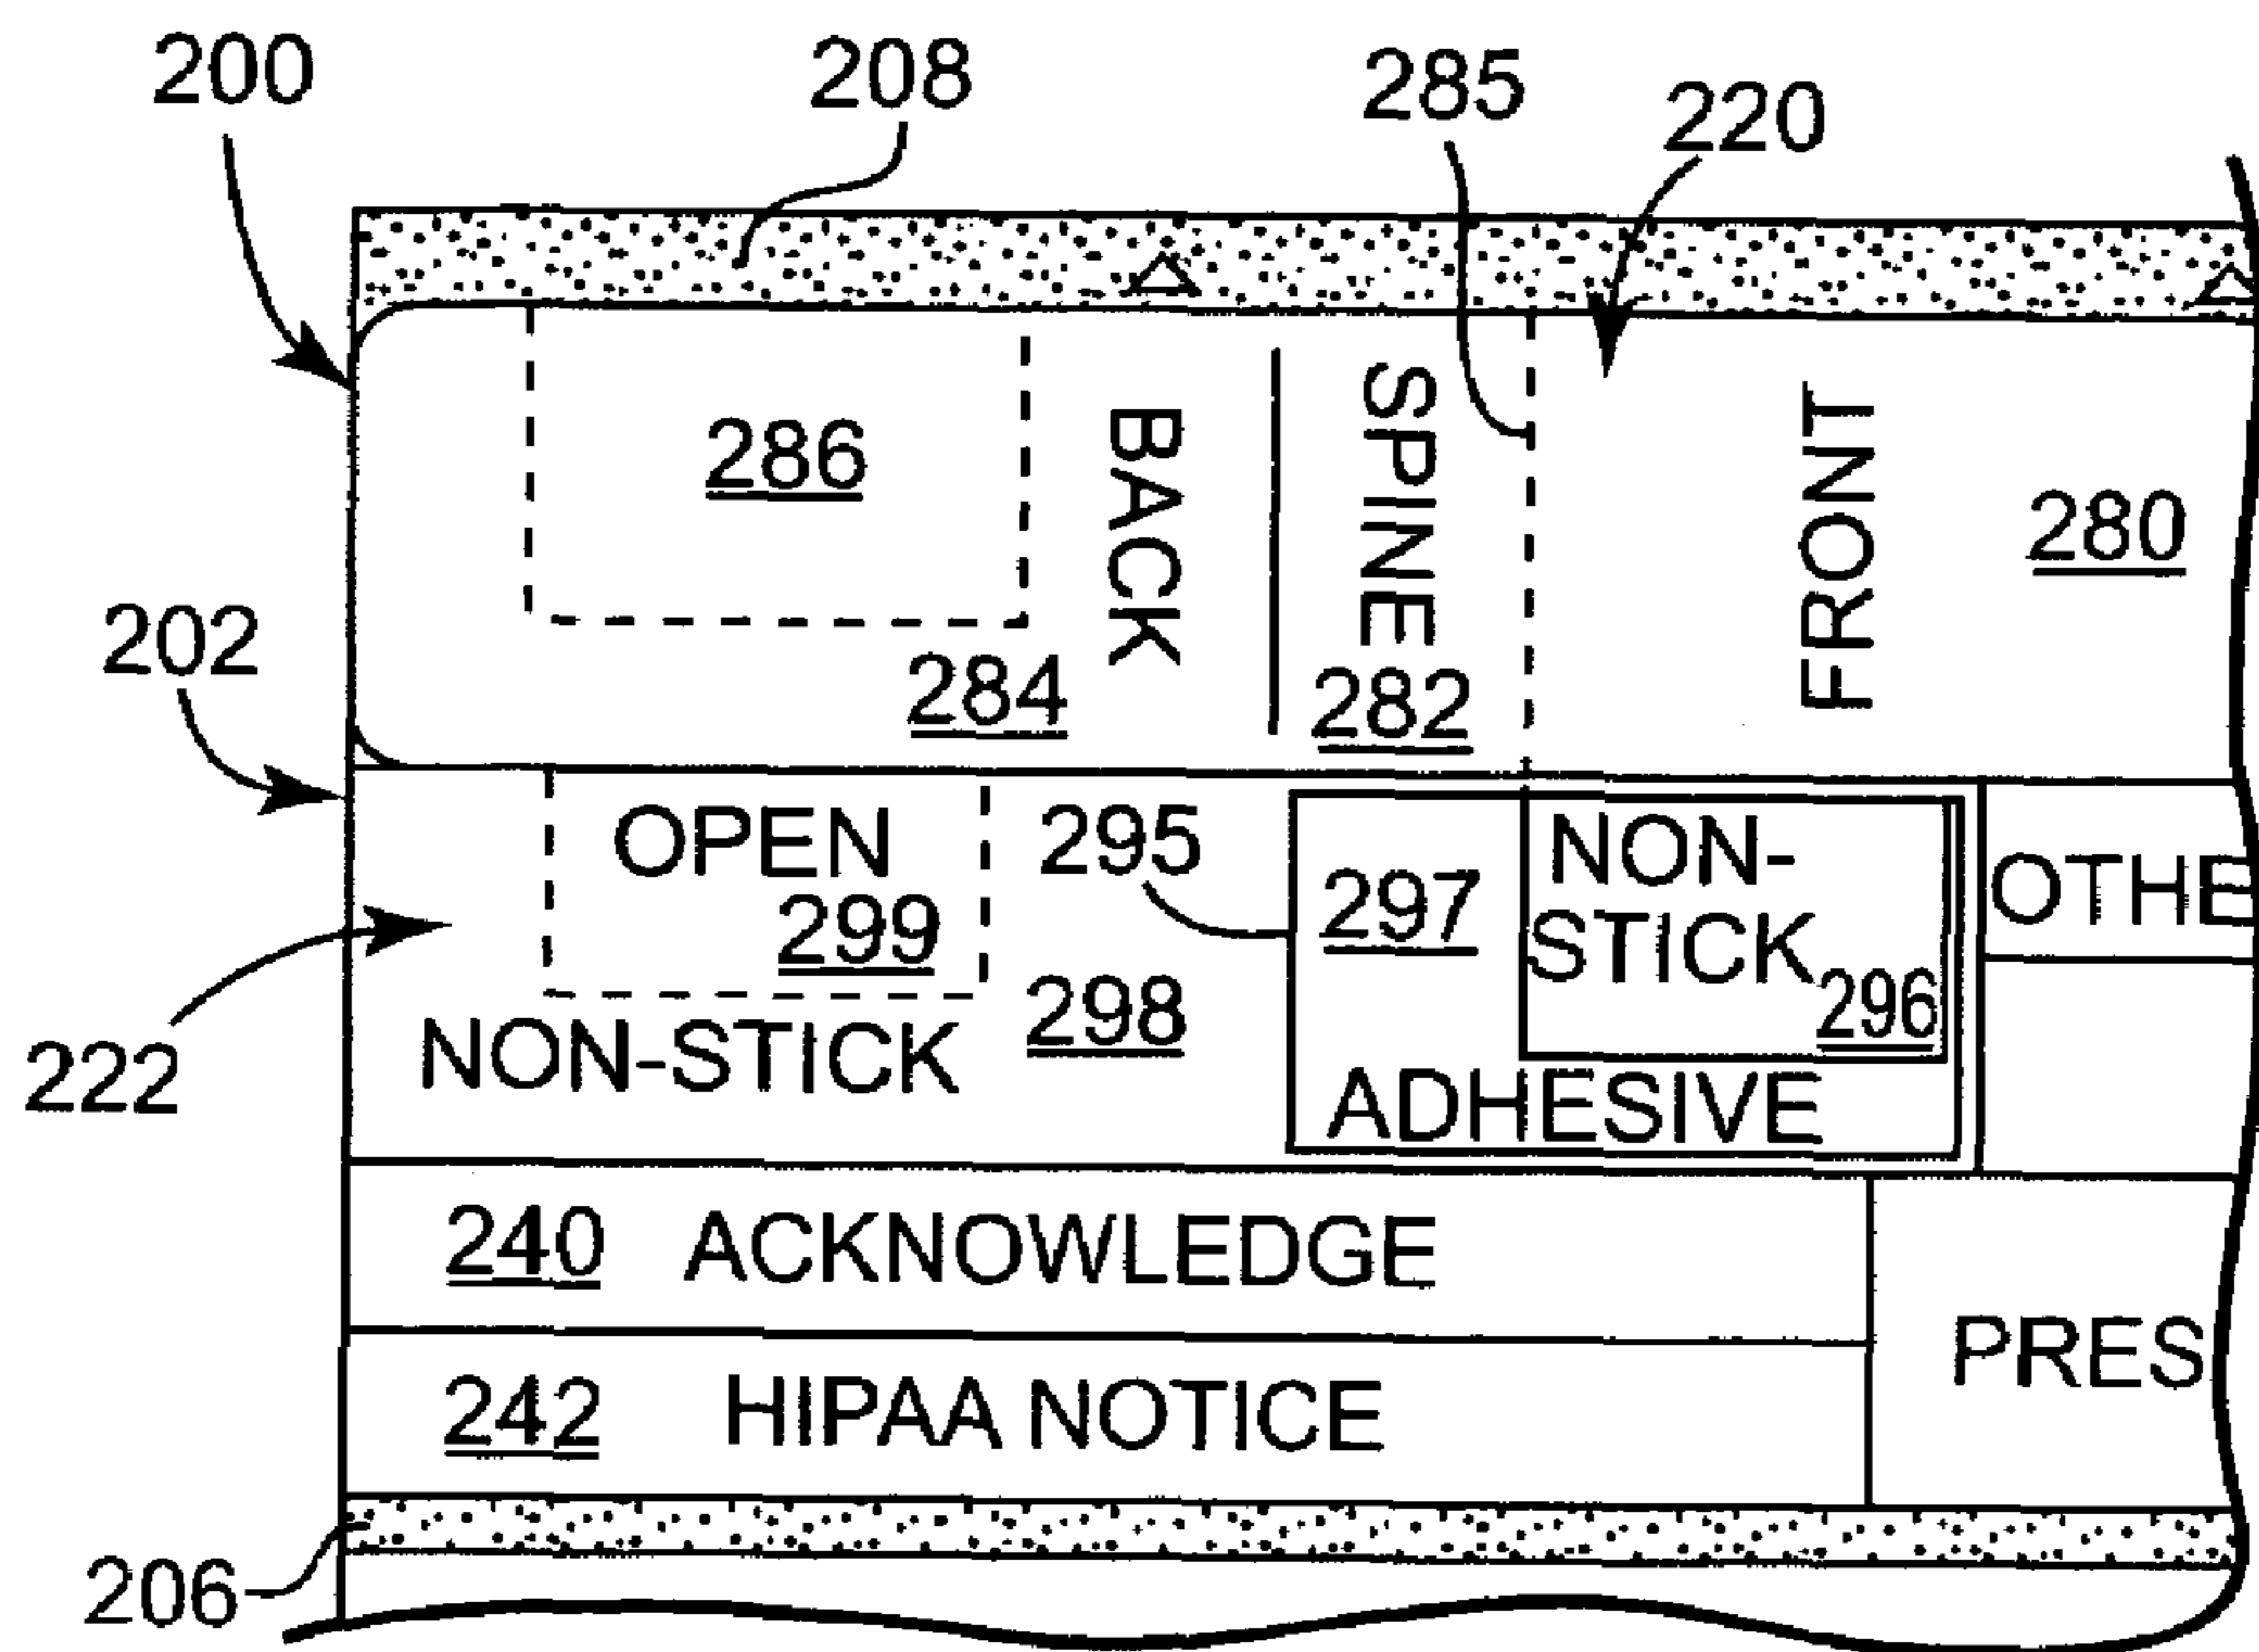 200
208
285
220
286
BACK
SPINE
FRONT
280
202
284
282
OPEN
299
295
297
NON-
STICK
296
OTHE
298
NON-STICK
222
ADHESIVE
240 ACKNOWLEDGE
PRES
242 HIPAA NOTICE
206